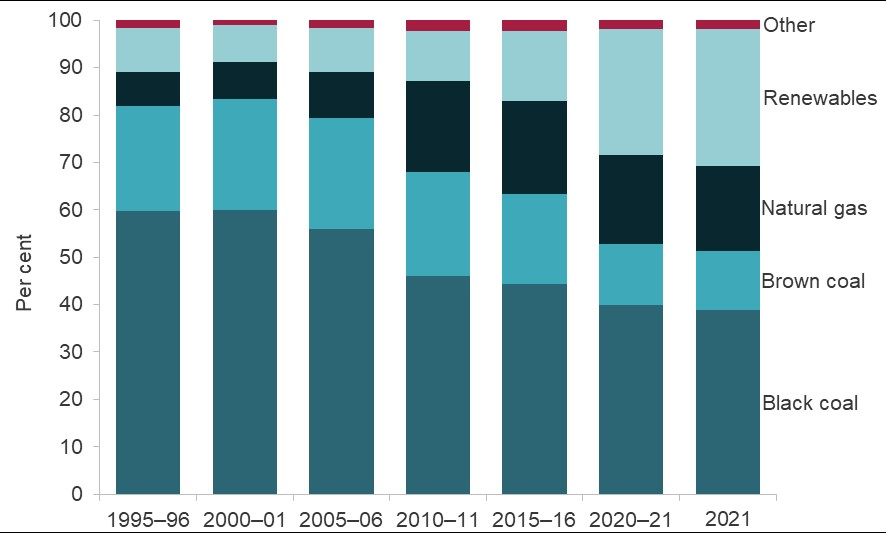 100
90
80
70
60
50
40
30
20
10
0
Per cent
1995–96 2000–01 2005–06 2010–11 2015–16 2020–21 2021
Other
Renewables
Natural gas
Brown coal
Black coal